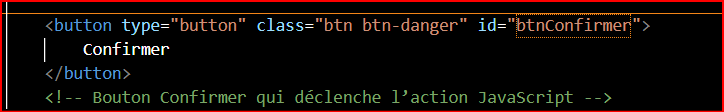 <button type="button" class="btn btn-danger" id="btnConfirmer">
Confirmer
</button>
<!-- Bouton Confirmer qui déclenche l’action JavaScript -->